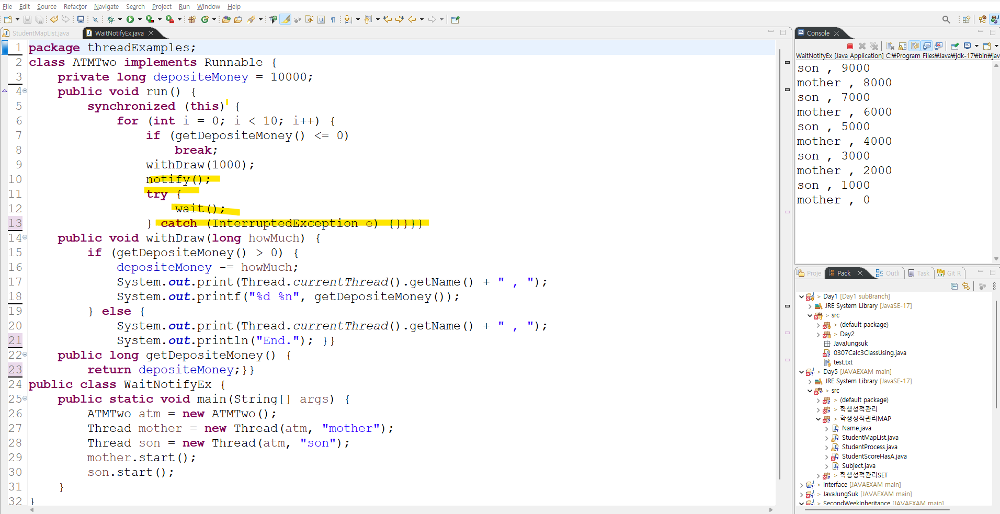 File Edit Source Refactor Navigate Search Project Run Window Help
StudentMapList.java
WaitNotifyEx.java
1 package threadExamples;
2 class ATMTwo implements Runnable {
3 private long depositeMoney = 10000;
4 public void run() {
5 synchronized (this) {
6 for (int i = 0; i < 10; i++) {
7 if (getDepositeMoney() <= 0)
8 break;
9 withDraw(1000);
10 notify();
11 try {
12 wait();
13 } catch (InterruptedException e) {}}}}
14 public void withDraw(long howMuch) {
15 if (getDepositeMoney() > 0) {
16 depositeMoney -= howMuch;
17 System.out.print(Thread.currentThread().getName() + " , ");
18 System.out.printf("%d %n", getDepositeMoney());
19 } else {
20 System.out.print(Thread.currentThread().getName() + " , ");
21 System.out.println("End."); }}
22 public long getDepositeMoney() {
23 return depositeMoney;}}
24 public class WaitNotifyEx {
25 public static void main(String[] args) {
26 ATMTwo atm = new ATMTwo();
27 Thread mother = new Thread(atm, "mother");
28 Thread son = new Thread(atm, "son");
29 mother.start();
30 son.start();
31 }
32 }
Console
WaitNotifyEx [Java Application] C:₩Program Files₩Java₩jdk-17₩bin₩jav
son , 9000
mother , 8000
son , 7000
mother , 6000
son , 5000
mother , 4000
son , 3000
mother , 2000
son , 1000
mother , 0
Proje Pack Outli Task Git R
> Day1 [Day1 subBranch]
JRE System Library [JavaSE-17]
> src
> (default package)
> Day2
JavaJungsuk
0307Calc3ClassUsing.java
test.txt
> Day5 [JAVAEXAM main]
JRE System Library [JavaSE-17]
> src
> (default package)
> 학생성적관리
> 학생성적관리MAP
Name.java
StudentMapList.java
StudentProcess.java
StudentScoreHasA.java
Subject.java
> 학생성적관리SET
> Interface [JAVAEXAM main]
> JavaJungSuk [JAVAEXAM main]
> SecondWeekInheritance [JAVAEXAM main]